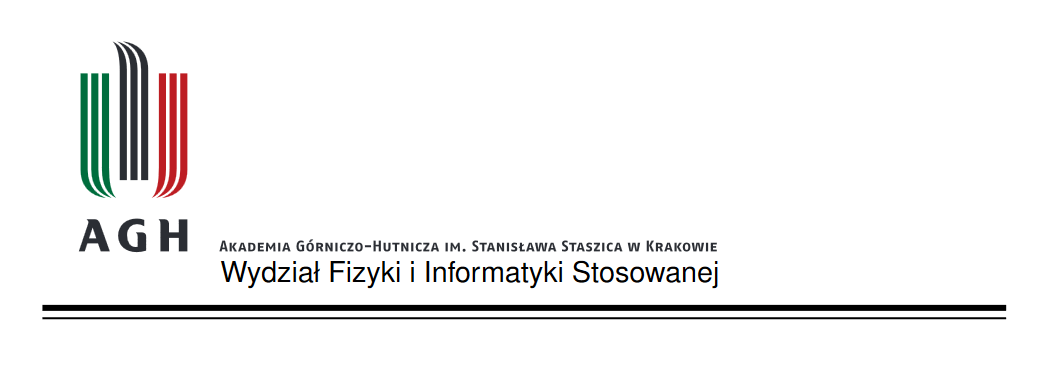 AGH
AKADEMIA GÓRNICZO-HUTNICZA IM. STANISŁAWA STASZICA W KRAKOWIE
Wydział Fizyki i Informatyki Stosowanej